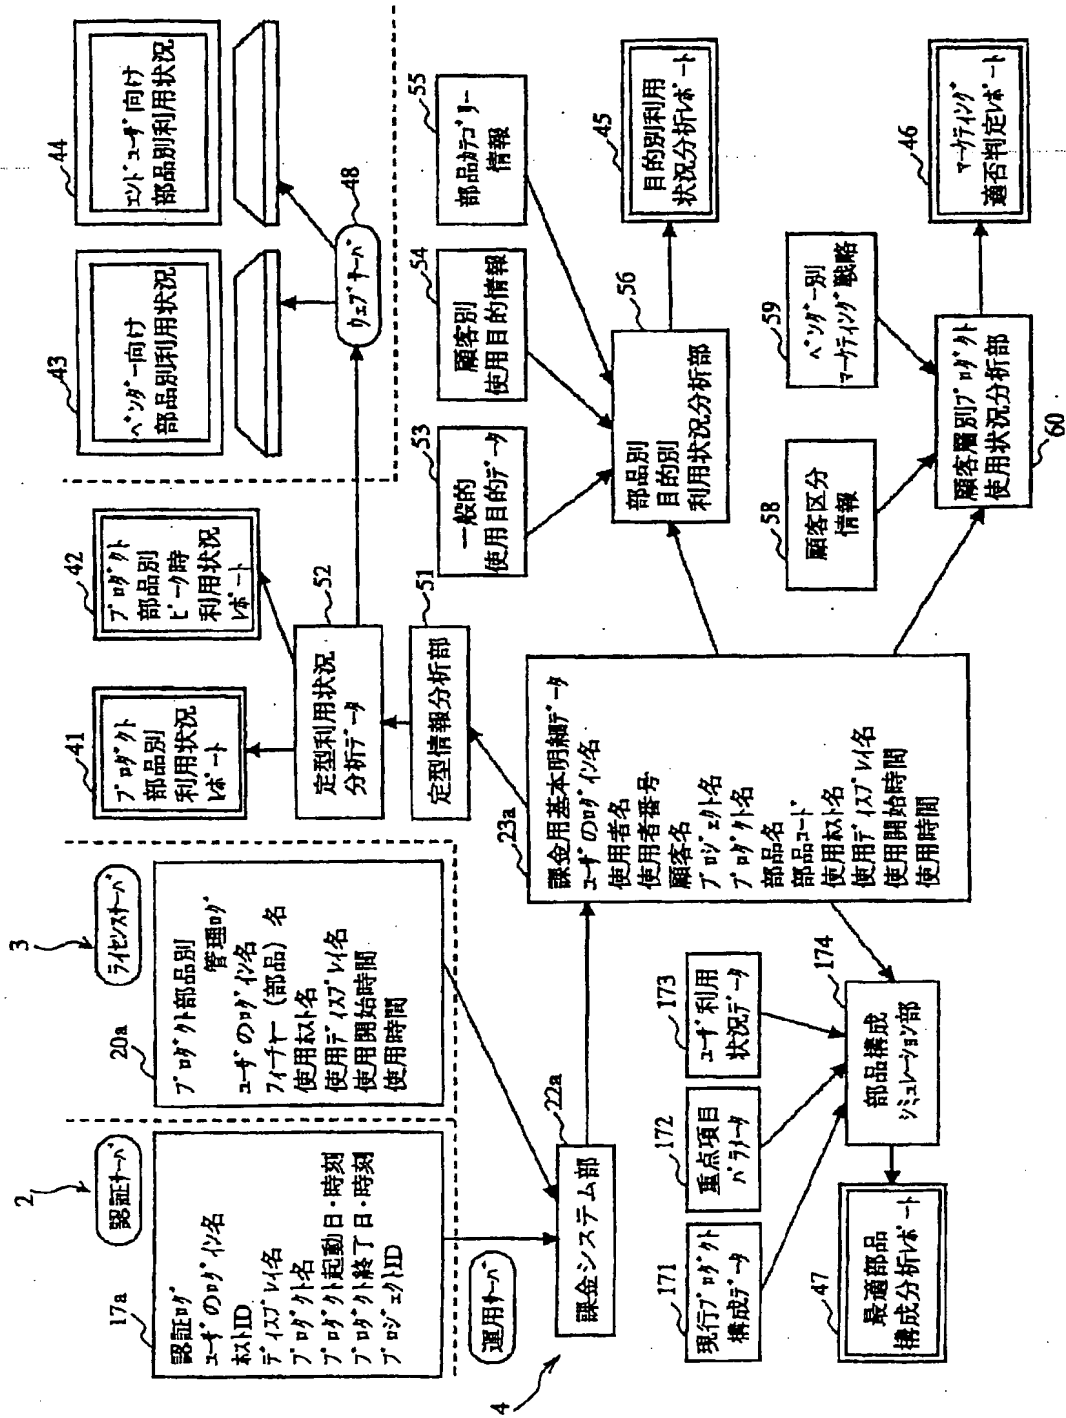 2
認証サーバ
17a
認証ログ
ユーザのログイン名
ホストID
ディスプレイ名
プロダクト名
プロダクト起動日・時刻
プロダクト終了日・時刻
プロジェクトID
3
ライセンスサーバ
20a
プロダクト部品別
管理ログ
ユーザのログイン名
フィーチャー(部品)名
使用ホスト名
使用ディスプレイ名
使用開始時間
使用時間
41
プロダクト
部品別
利用状況
レポート
42
プロダクト
部品別
ピーク時
利用状況
レポート
52
定型利用状況
分析データ
51
定型情報分析部
43
ベンダー向け
部品別利用状況
44
エンドユーザ向け
部品別利用状況
48
ウェブサーバ
4
運用サーバ
22a
課金システム部
23a
課金用基本明細データ
ユーザのログイン名
使用者名
使用者番号
顧客名
プロジェクト名
プロダクト名
部品名
部品コード
使用ホスト名
使用ディスプレイ名
使用開始時間
使用時間
53
一般的
使用目的データ
54
顧客別
使用目的情報
55
部品カテゴリー
情報
56
部品別
目的別
利用状況分析部
45
目的別利用
状況分析レポート
171
現行プロダクト
構成データ
172
重点項目
パラメータ
173
ユーザ利用
状況データ
174
部品構成
シミュレーション部
47
最適部品
構成分析レポート
58
顧客区分
情報
59
ベンダー別
マーケティング戦略
60
顧客層別プロダクト
使用状況分析部
46
マーケティング
適否判定レポート